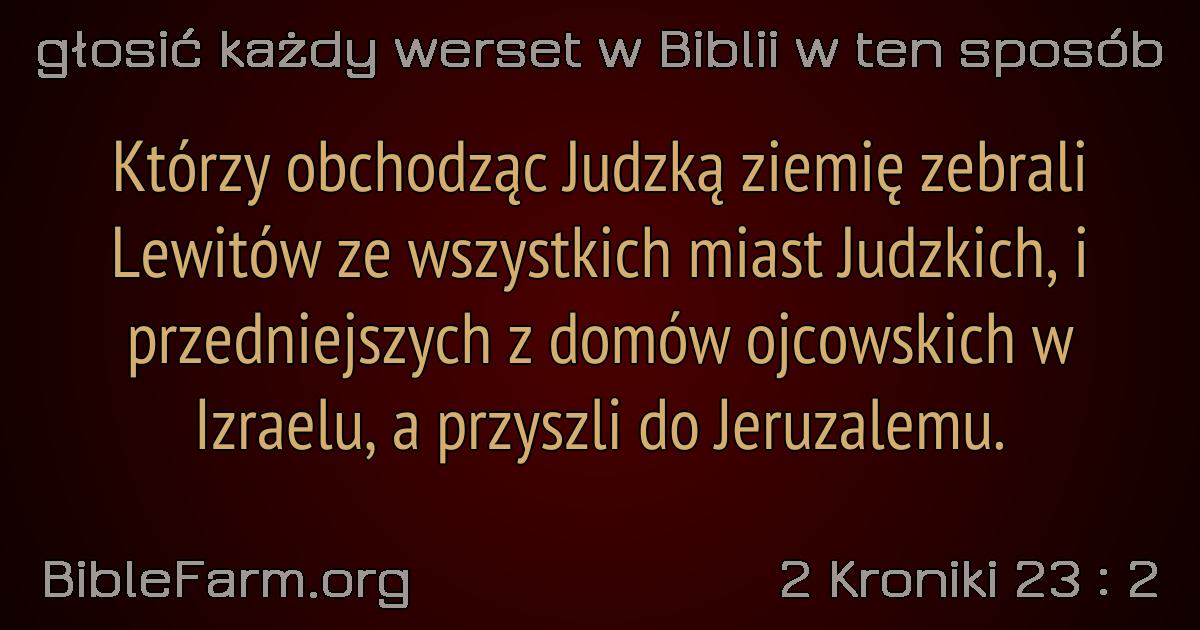 głosić każdy werset w Biblii w ten sposób
Którzy obchodząc Judzką ziemię zebrali
Lewitów ze wszystkich miast Judzkich, i
przedniejszych z domów ojcowskich w
Izraelu, a przyszli do Jeruzalemu.
BibleFarm.org
2 Kroniki 23 : 2